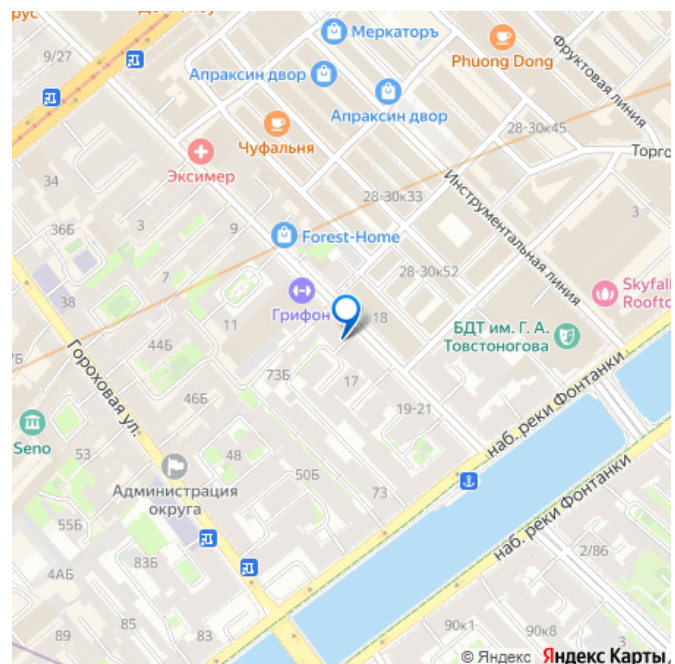 Меркаторъ
9/27
Phuong Dong
Фруктовая линия
Апраксин двор
Апраксин двор
Чуфальня
28-30к45
Торго
Эксимер
34
28-30к33
Инструментальная линия
36Б
3
9
3
Forest-Home
28-30к52
7
38
Skyfall
Roofto
Грифон
18
11
БДТ им. Г. А.
Товстоногова
Гороховая ул.
44Б
73Б
17
46Б
19-21
наб. реки Фонтанки
Seno
53
48
50Б
73
Администрация
округа
наб. реки Фонтанки
55Б
2/86
4АБ
83Б
89
85
83
90к1
90к8
© Яндекс Яндекс Карты